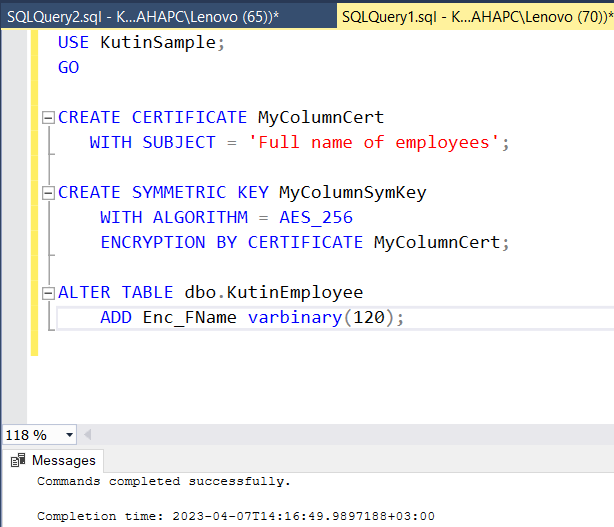 SQLQuery2.sql - K...AHAPC\Lenovo (65))*
SQLQuery1.sql - K...AHAPC\Lenovo (70))*
USE KutinSample;
GO
CREATE CERTIFICATE MyColumnCert
WITH SUBJECT = 'Full name of employees';
CREATE SYMMETRIC KEY MyColumnSymKey
WITH ALGORITHM = AES_256
ENCRYPTION BY CERTIFICATE MyColumnCert;
ALTER TABLE dbo.KutinEmployee
ADD Enc_FName varbinary(120);
118 %
Messages
Commands completed successfully.
Completion time: 2023-04-07T14:16:49.9897188+03:00